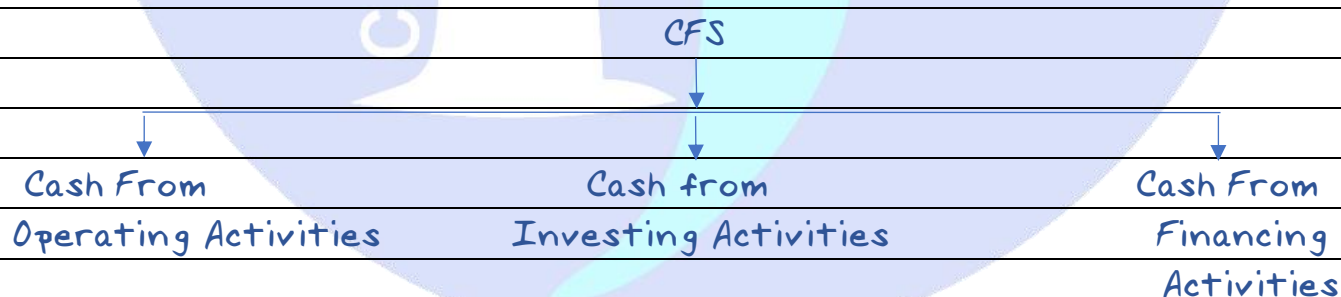 CFS
Cash From Cash from Cash From
Operating Activities Investing Activities Financing
Activities